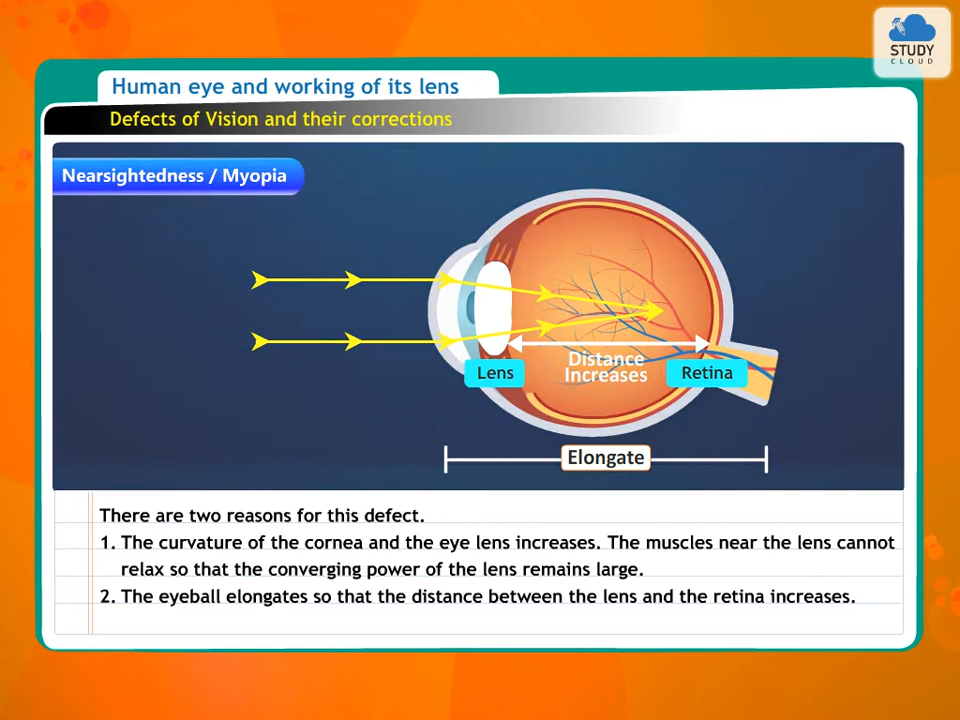 STUDY
CLOUD
Human eye and working of its lens
Defects of Vision and their corrections
Nearsightedness / Myopia
Distance
Increases
Lens
Retina
Elongate
There are two reasons for this defect.
1. The curvature of the cornea and the eye lens increases. The muscles near the lens cannot
relax so that the converging power of the lens remains large.
2. The eyeball elongates so that the distance between the lens and the retina increases.